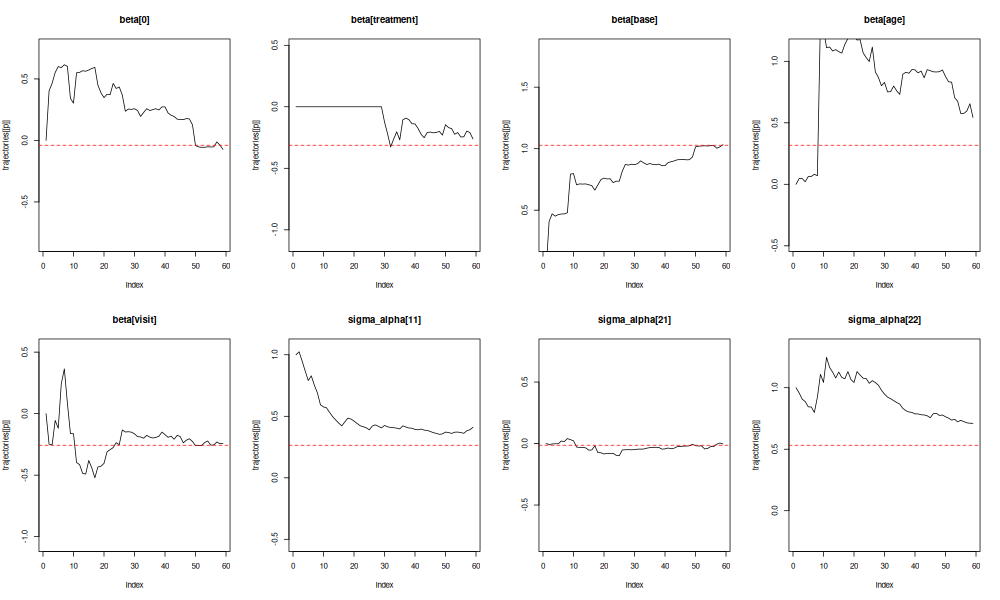 beta[0]
beta[treatment]
beta[base]
beta[age]
trajectories[[p]]
0.5
0.0
-0.5
0 10 20 30 40 50 60
Index
trajectories[[p]]
0.5
0.0
-0.5
-1.0
0 10 20 30 40 50 60
Index
trajectories[[p]]
1.5
1.0
0.5
0 10 20 30 40 50 60
Index
trajectories[[p]]
1.0
0.5
0.0
-0.5
0 10 20 30 40 50 60
Index
beta[visit]
sigma_alpha[11]
sigma_alpha[21]
sigma_alpha[22]
trajectories[[p]]
0.5
0.0
-0.5
-1.0
0 10 20 30 40 50 60
Index
trajectories[[p]]
1.0
0.5
0.0
-0.5
0 10 20 30 40 50 60
Index
trajectories[[p]]
0.5
0.0
-0.5
0 10 20 30 40 50 60
Index
trajectories[[p]]
1.0
0.5
0.0
0 10 20 30 40 50 60
Index